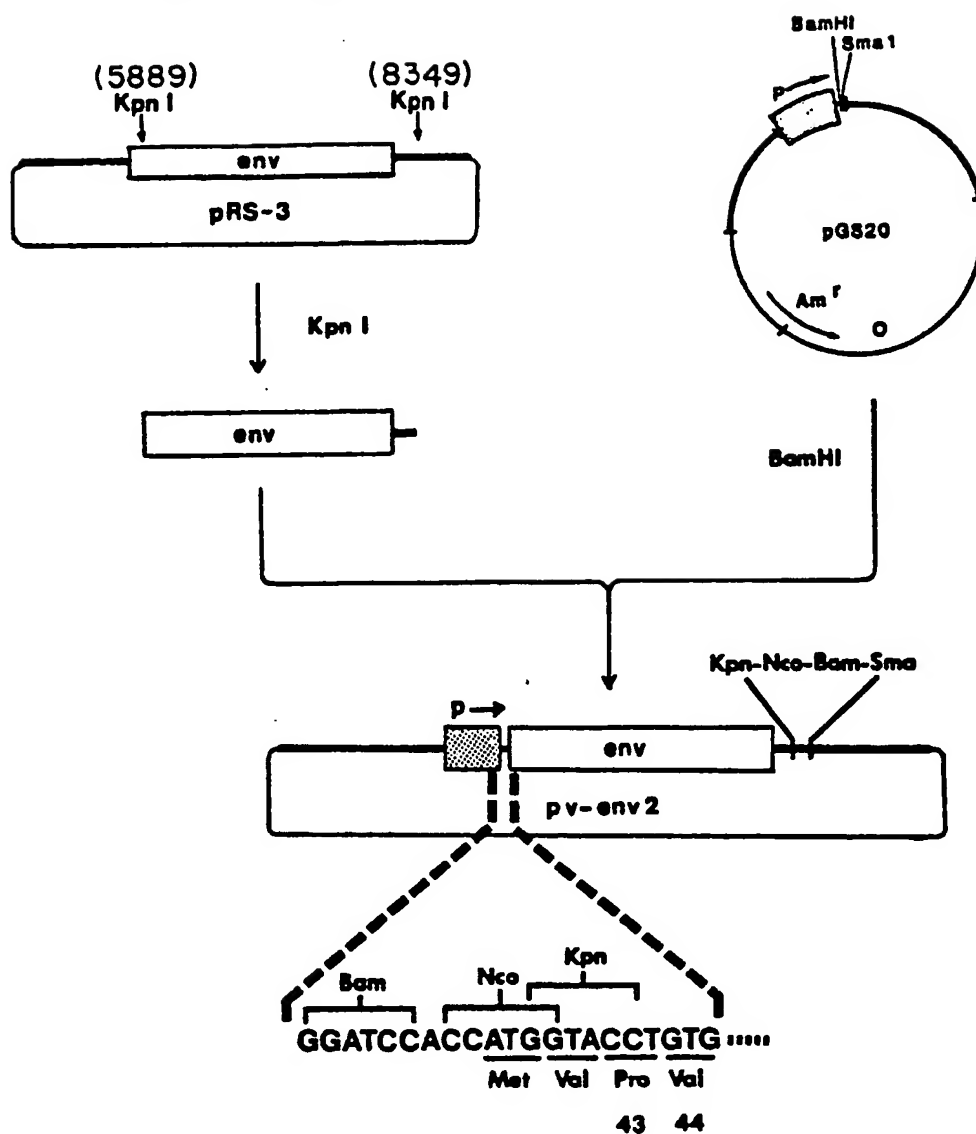 BamHI
Sma1
(5889)
Kpn I
(8349)
Kpn I
P
env
pRS-3
pGS20
Am r
O
Kpn I
env
BamHI
Kpn-Nco-Bam-Sma
P
env
pv-env2
Kpn
Bam
Nco
GGATCCACCATGGTACCTGTG
Met Val Pro Val
43 44